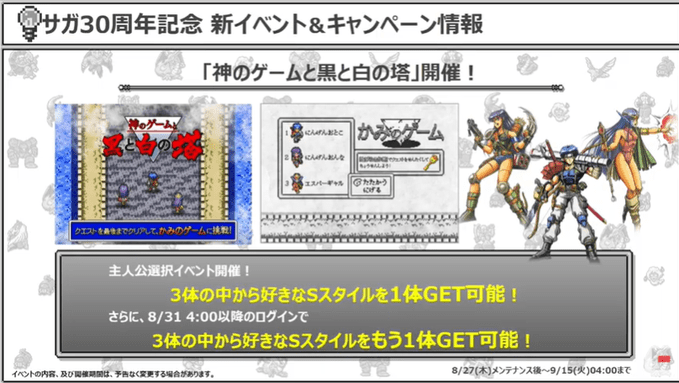 サガ30周年記念 新イベント&キャンペーン情報
「神のゲームと黒と白の塔」開催！
神のゲームと
黒と白の塔
クエストを最後までクリアして、かみのゲームに挑戦!
かみのゲーム
1 にんげんおとこ
2 にんげんおんな
3 エスパーギャル
たたかう
にげる
主人公選択イベント開催！
3体の中から好きなSスタイルを1体GET可能！
さらに、8/31 4:00以降のログインで
3体の中から好きなSスタイルをもう1体GET可能！
イベントの内容、及び開催期間は、予告なく変更する場合があります。
8/27(木)メンテナンス後～9/15(火)04:00まで